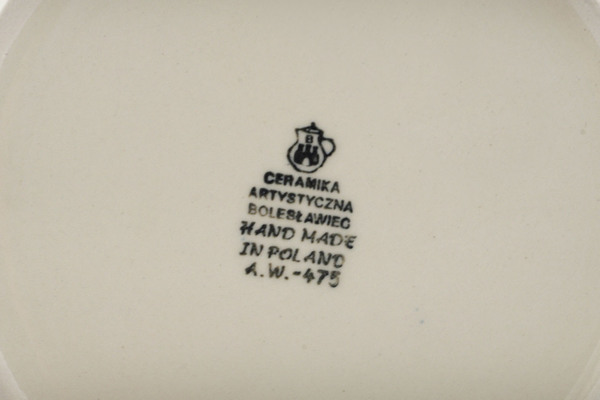 B
CERAMIKA
ARTYSTYCZNA
BOLESŁAWIEC
HAND MADE
IN POLAND
A.W.-475